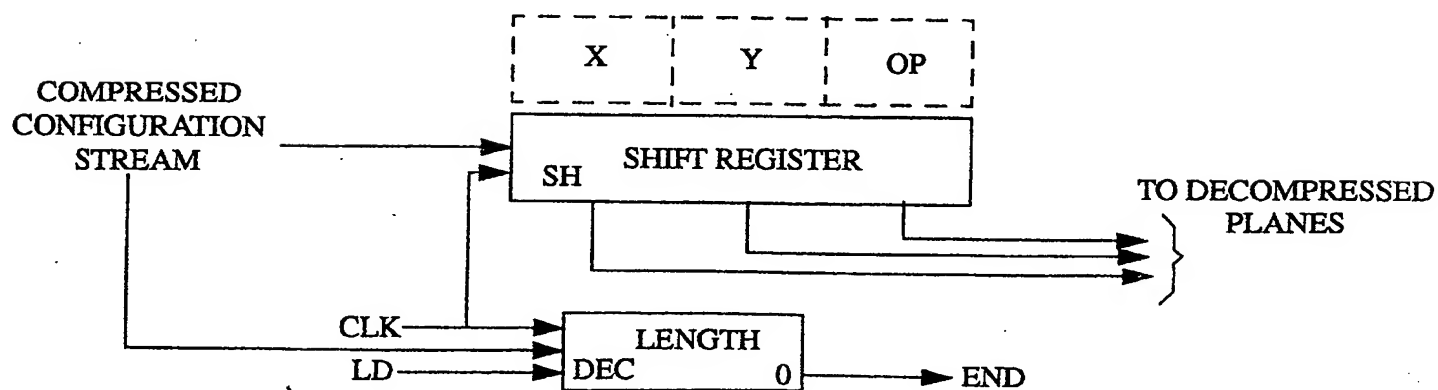 X Y OP
COMPRESSED
CONFIGURATION
STREAM
SHIFT REGISTER
SH
TO DECOMPRESSED
PLANES
CLK
LENGTH
LD
DEC
0
END